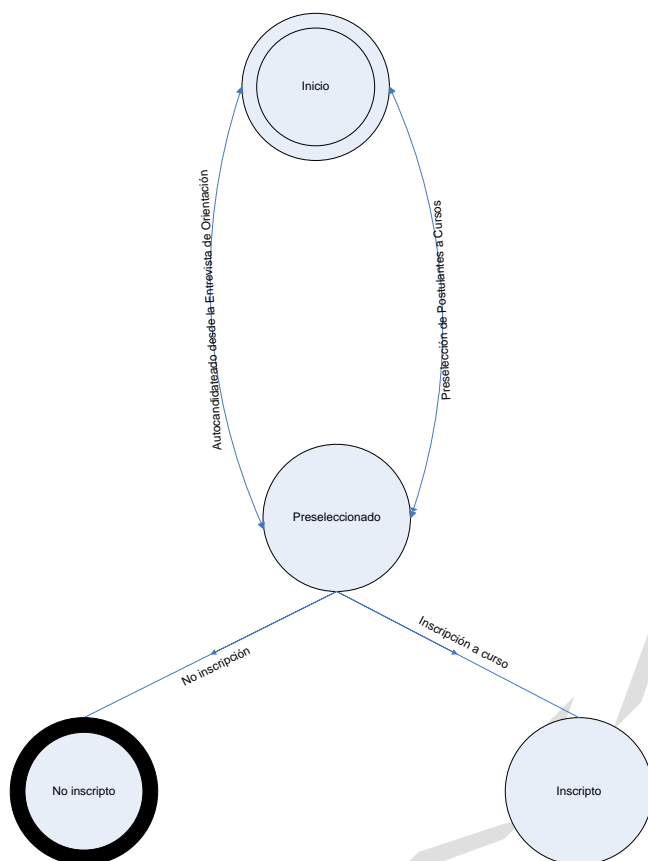 Inicio
Autocandidateado desde la Entrevista de Orientación
Preselección de Postulantes a Cursos
Preseleccionado
No inscripción
Inscripción a curso
No inscripto
Inscripto